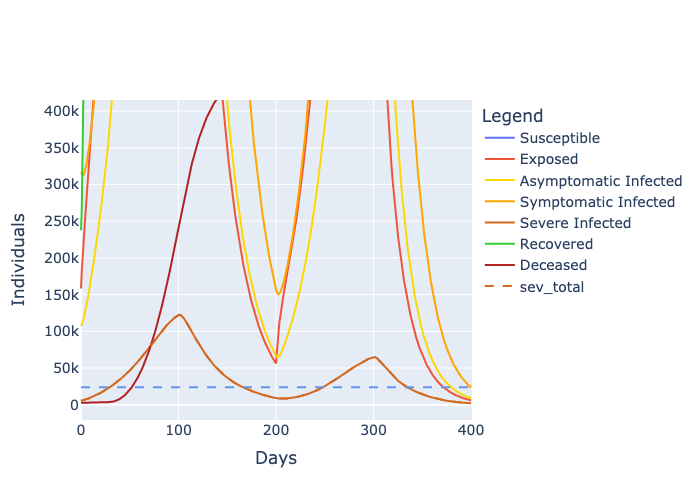 400k
350k
300k
250k
200k
150k
100k
50k
0
Individuals
0
100
200
300
400
Days
Legend
Susceptible
Exposed
Asymptomatic Infected
Symptomatic Infected
Severe Infected
Recovered
Deceased
sev_total